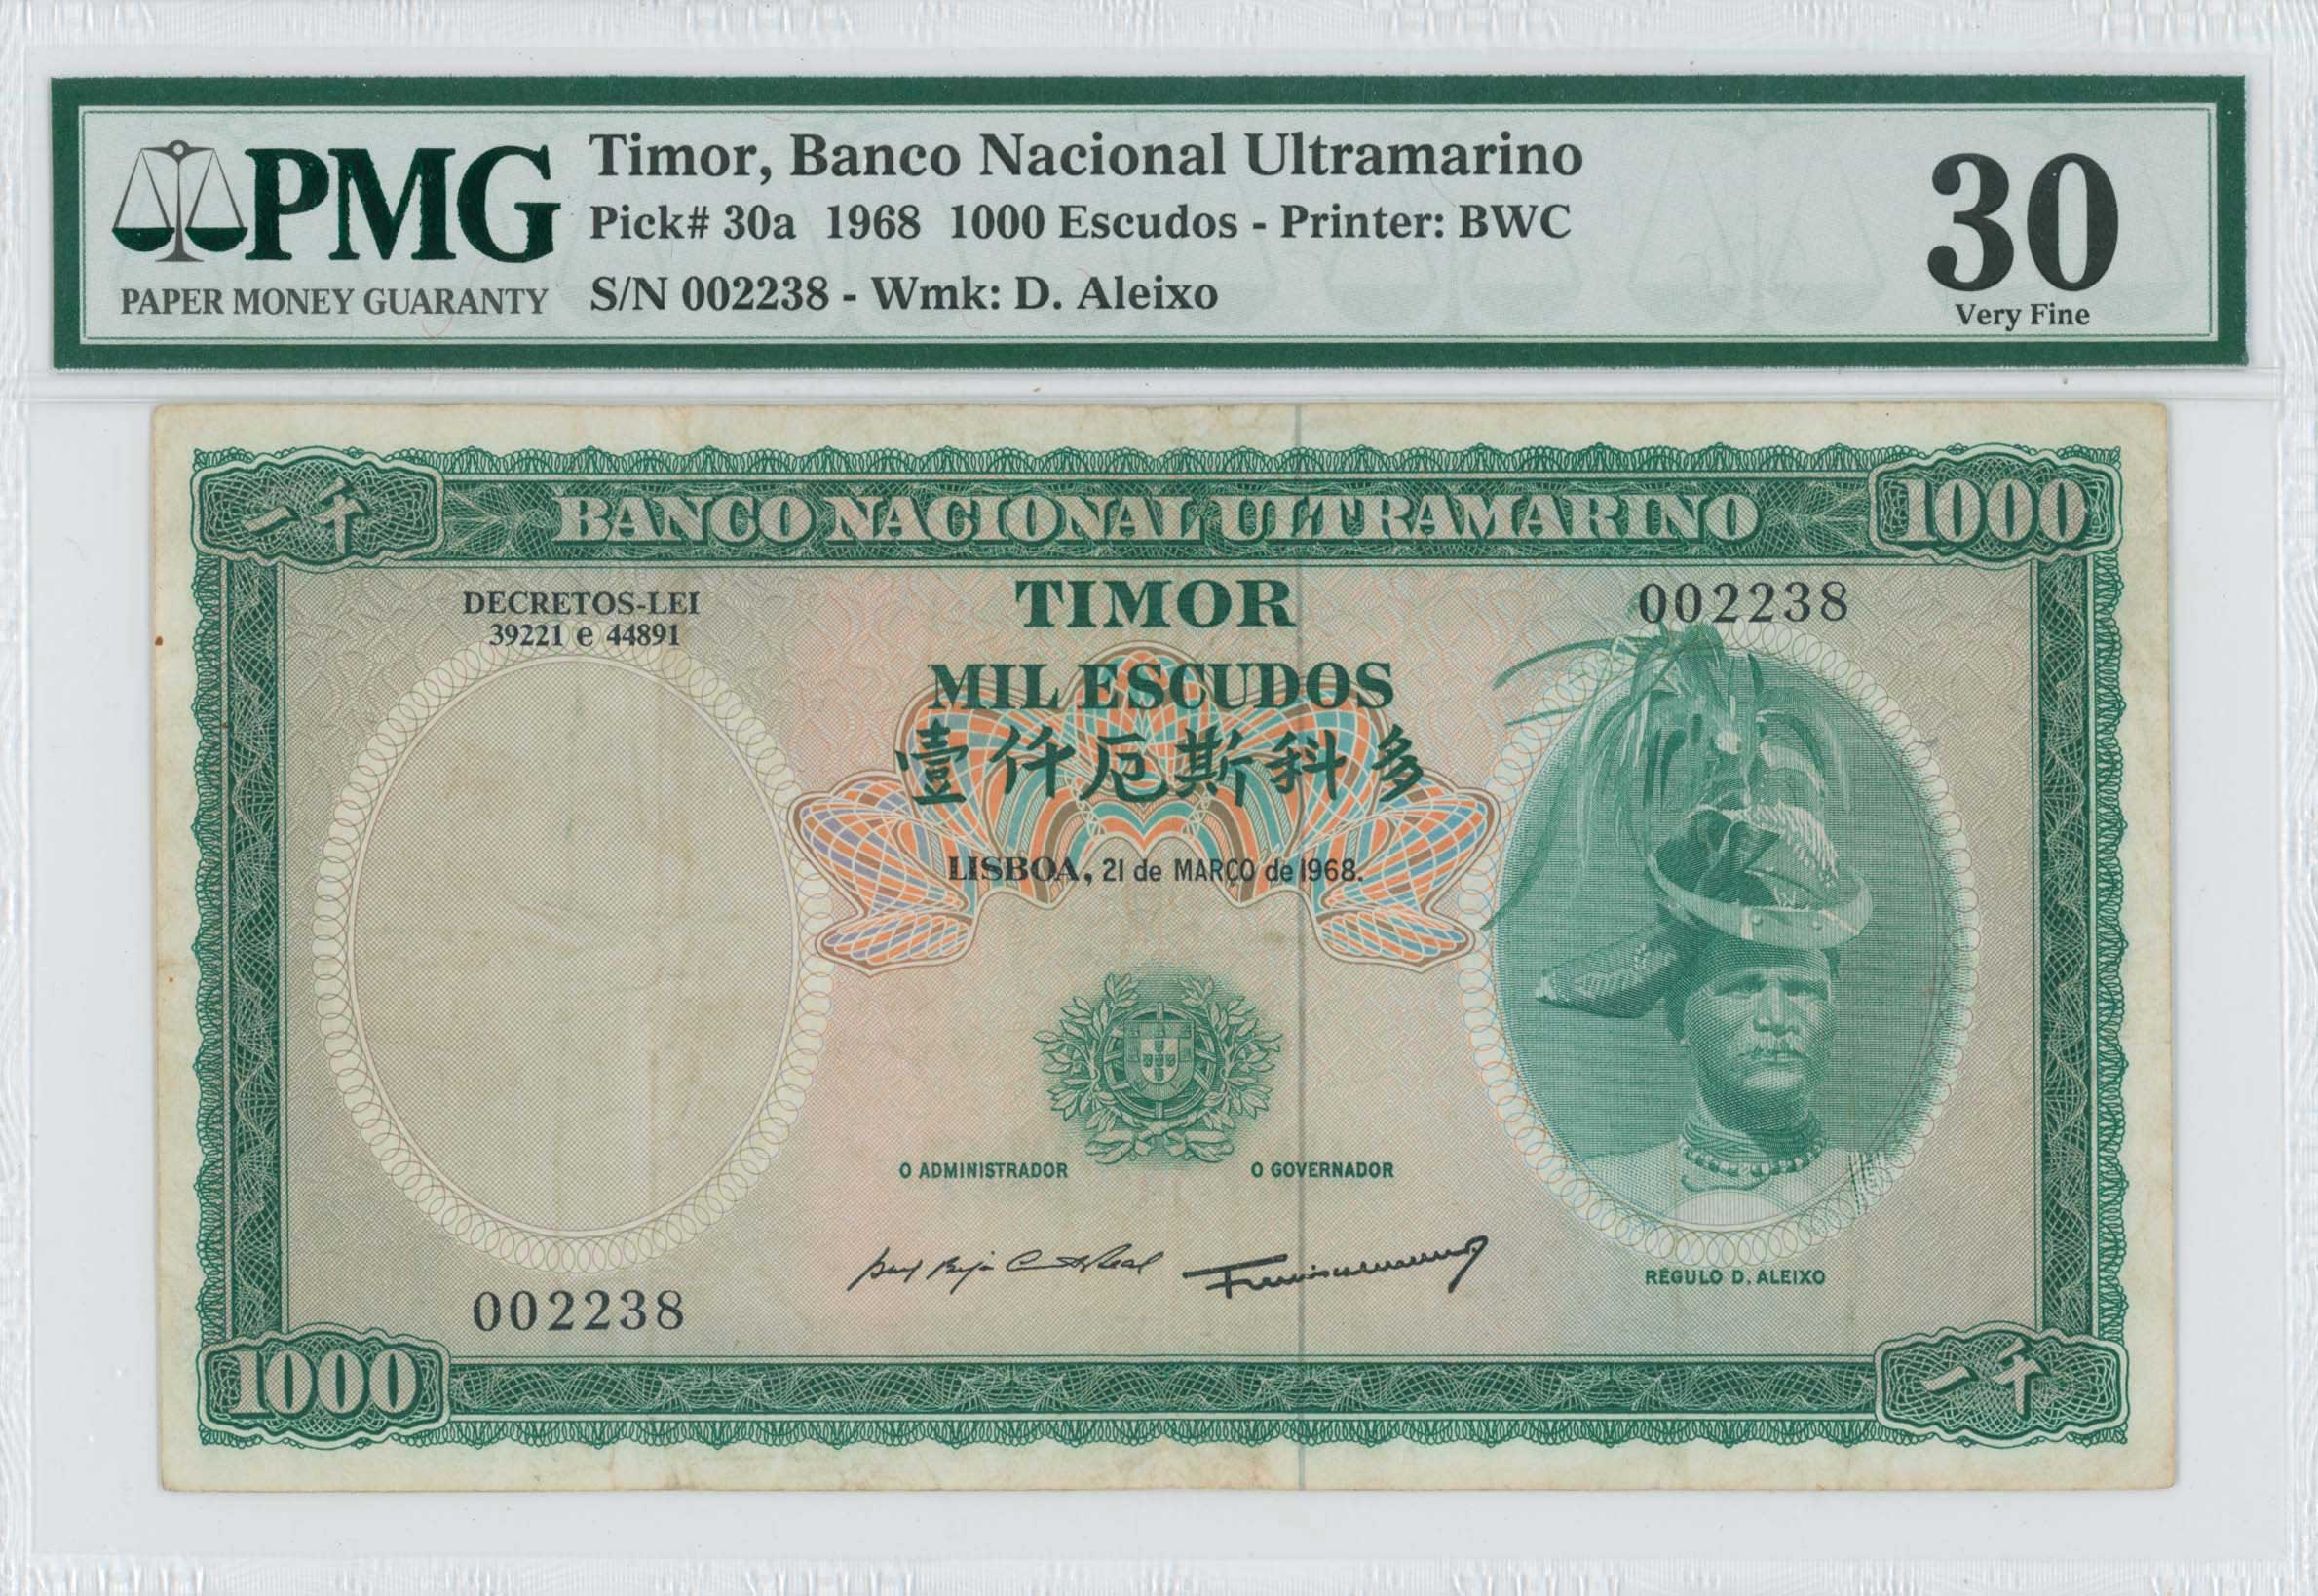 PMG
PAPER MONEY GUARANTY
Timor, Banco Nacional Ultramarino
Pick# 30a 1968 1000 Escudos - Printer: BWC
S/N 002238 - Wmk: D. Aleixo
30
Very Fine
一千
BANCO NACIONAL ULTRAMARINO
1000
DECRETOS-LEI
39221 e 44891
TIMOR
002238
MIL ESCUDOS
壹仟厄斯科多
LISBOA, 21 de MARÇO de 1968.
O ADMINISTRADOR
O GOVERNADOR
RÉGULO D. ALEIXO
002238
1000
一千